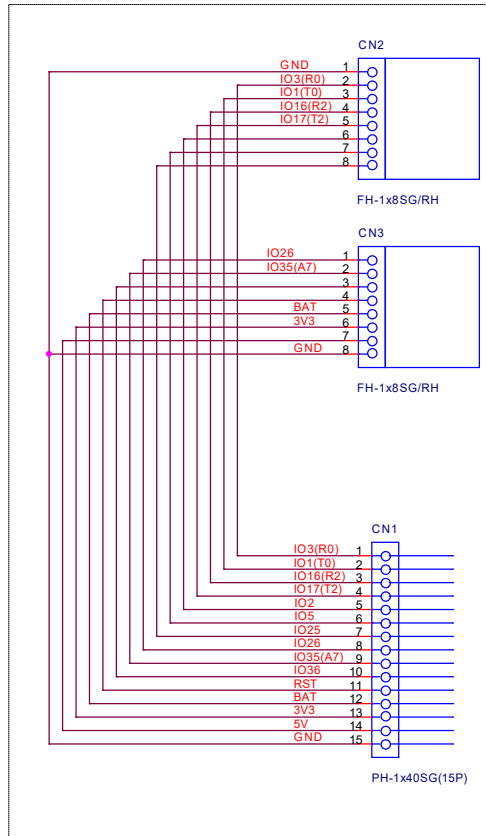 CN2
GND 1
IO3(R0) 2
IO1(T0) 3
IO16(R2) 4
IO17(T2) 5
6
7
8
FH-1x8SG/RH
CN3
IO26 1
IO35(A7) 2
3
4
BAT 5
3V3 6
7
GND 8
FH-1x8SG/RH
CN1
IO3(R0) 1
IO1(T0) 2
IO16(R2) 3
IO17(T2) 4
IO2 5
IO5 6
IO25 7
IO26 8
IO35(A7) 9
IO36 10
RST 11
BAT 12
3V3 13
5V 14
GND 15
PH-1x40SG(15P)